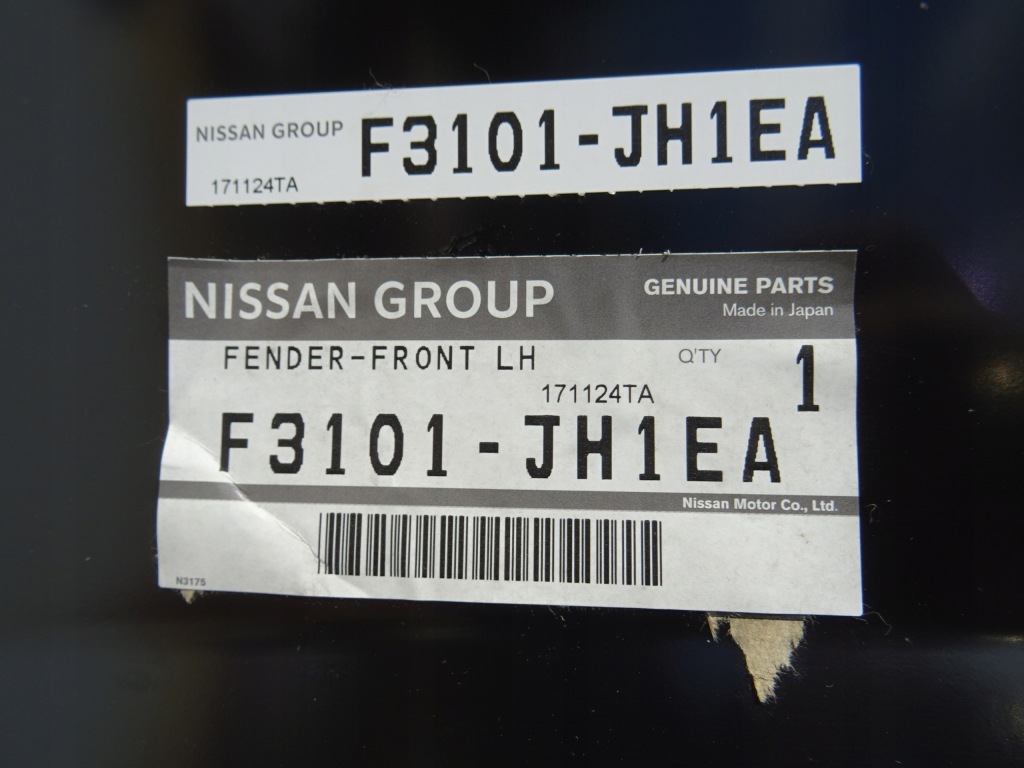 NISSAN GROUP F3101-JH1EA
171124TA
NISSAN GROUP GENUINE PARTS
Made in Japan
FENDER-FRONT LH Q'TY 1
171124TA
F3101-JH1EA
Nissan Motor Co., Ltd.
N3175